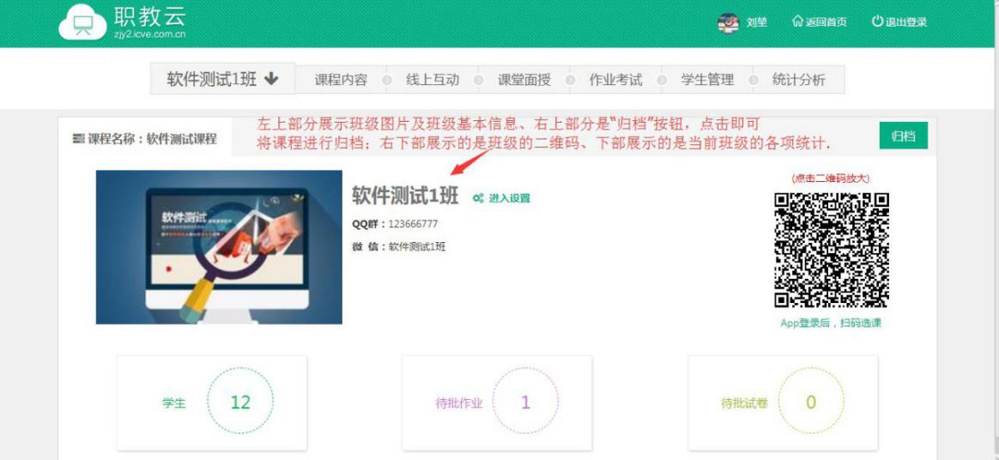 职教云
zjy2.icve.com.cn
刘堃
返回首页
退出登录
软件测试1班
课程内容
线上互动
课堂面授
作业考试
学生管理
统计分析
左上部分展示班级图片及班级基本信息、右上部分是“归档”按钮，点击即可
将课程进行归档；右下部展示的是班级的二维码、下部展示的是当前班级的各项统计.
课程名称：软件测试课程
归档
软件测试
软件测试1班
进入设置
QQ群：123666777
微 信：软件测试1班
(点击二维码放大)
App登录后，扫码选课
学生
12
待批作业
1
待批试卷
0